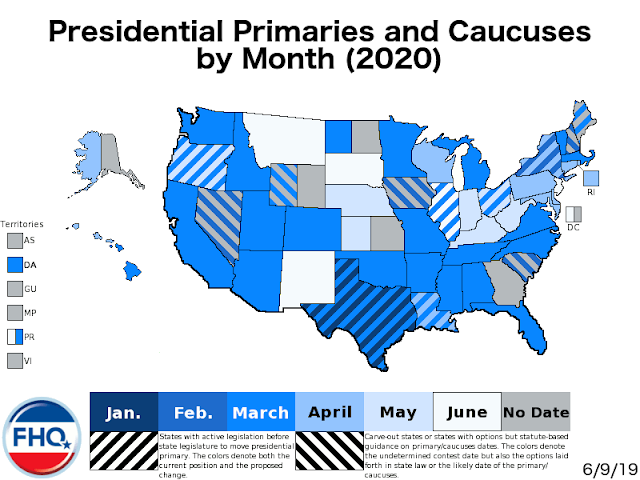 Presidential Primaries and Caucuses
by Month (2020)
Territories
AS
DA
GU
MP
PR
VI
RI
DC
Jan.
Feb.
March
April
May
June
No Date
States with active legislation before
state legislature to move presidential
primary. The colors denote both the
current position and the proposed
change.
Carve-out states or states with options but statute-based
guidance on primary/caucuses dates. The colors denote
the undetermined contest date but also the options laid
forth in state law or the likely date of the primary/
caucuses.
FHQ
6/9/19